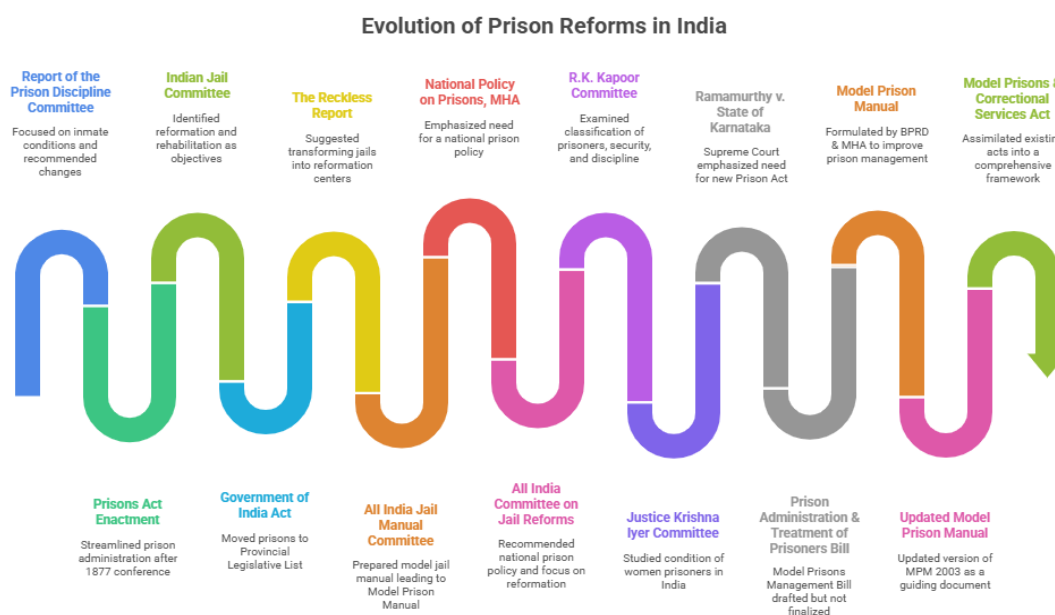 Evolution of Prison Reforms in India
Report of the
Prison Discipline
Committee
Focused on inmate
conditions and
recommended
changes
Indian Jail
Committee
Identified
reformation and
rehabilitation as
objectives
The Reckless
Report
Suggested
transforming jails
into reformation
centers
National Policy
on Prisons, MHA
Emphasized need
for a national prison
policy
R.K. Kapoor
Committee
Examined
classification of
prisoners, security,
and discipline
Ramamurthy v.
State of
Karnataka
Supreme Court
emphasized need
for new Prison Act
Model Prison
Manual
Formulated by BPRD
& MHA to improve
prison management
Model Prisons &
Correctional
Services Act
Assimilated existin
acts into a
comprehensive
framework
Prisons Act
Enactment
Streamlined prison
administration after
1877 conference
Government of
India Act
Moved prisons to
Provincial
Legislative List
All India Jail
Manual
Committee
Prepared model jail
manual leading to
Model Prison
Manual
All India
Committee on
Jail Reforms
Recommended
national prison
policy and focus on
reformation
Justice Krishna
Iyer Committee
Studied condition of
women prisoners in
India
Prison
Administration &
Treatment of
Prisoners Bill
Model Prisons
Management Bill
drafted but not
finalized
Updated Model
Prison Manual
Updated version of
MPM 2003 as a
guiding document